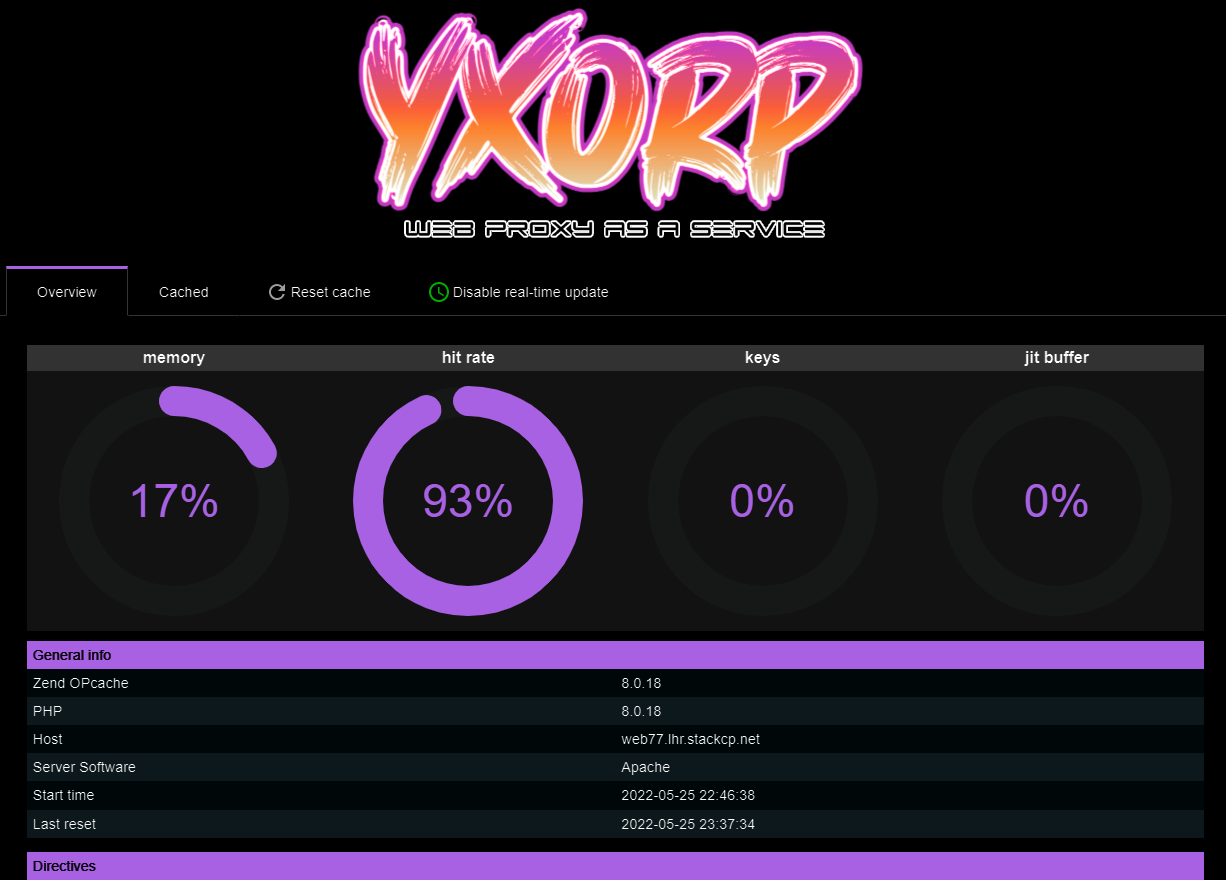 YXORP
WEB PROXY AS A SERVICE
Overview Cached Reset cache Disable real-time update
memory hit rate keys jit buffer
17% 93% 0% 0%
General info
Zend OPcache 8.0.18
PHP 8.0.18
Host web77.lhr.stackcp.net
Server Software Apache
Start time 2022-05-25 22:46:38
Last reset 2022-05-25 23:37:34
Directives